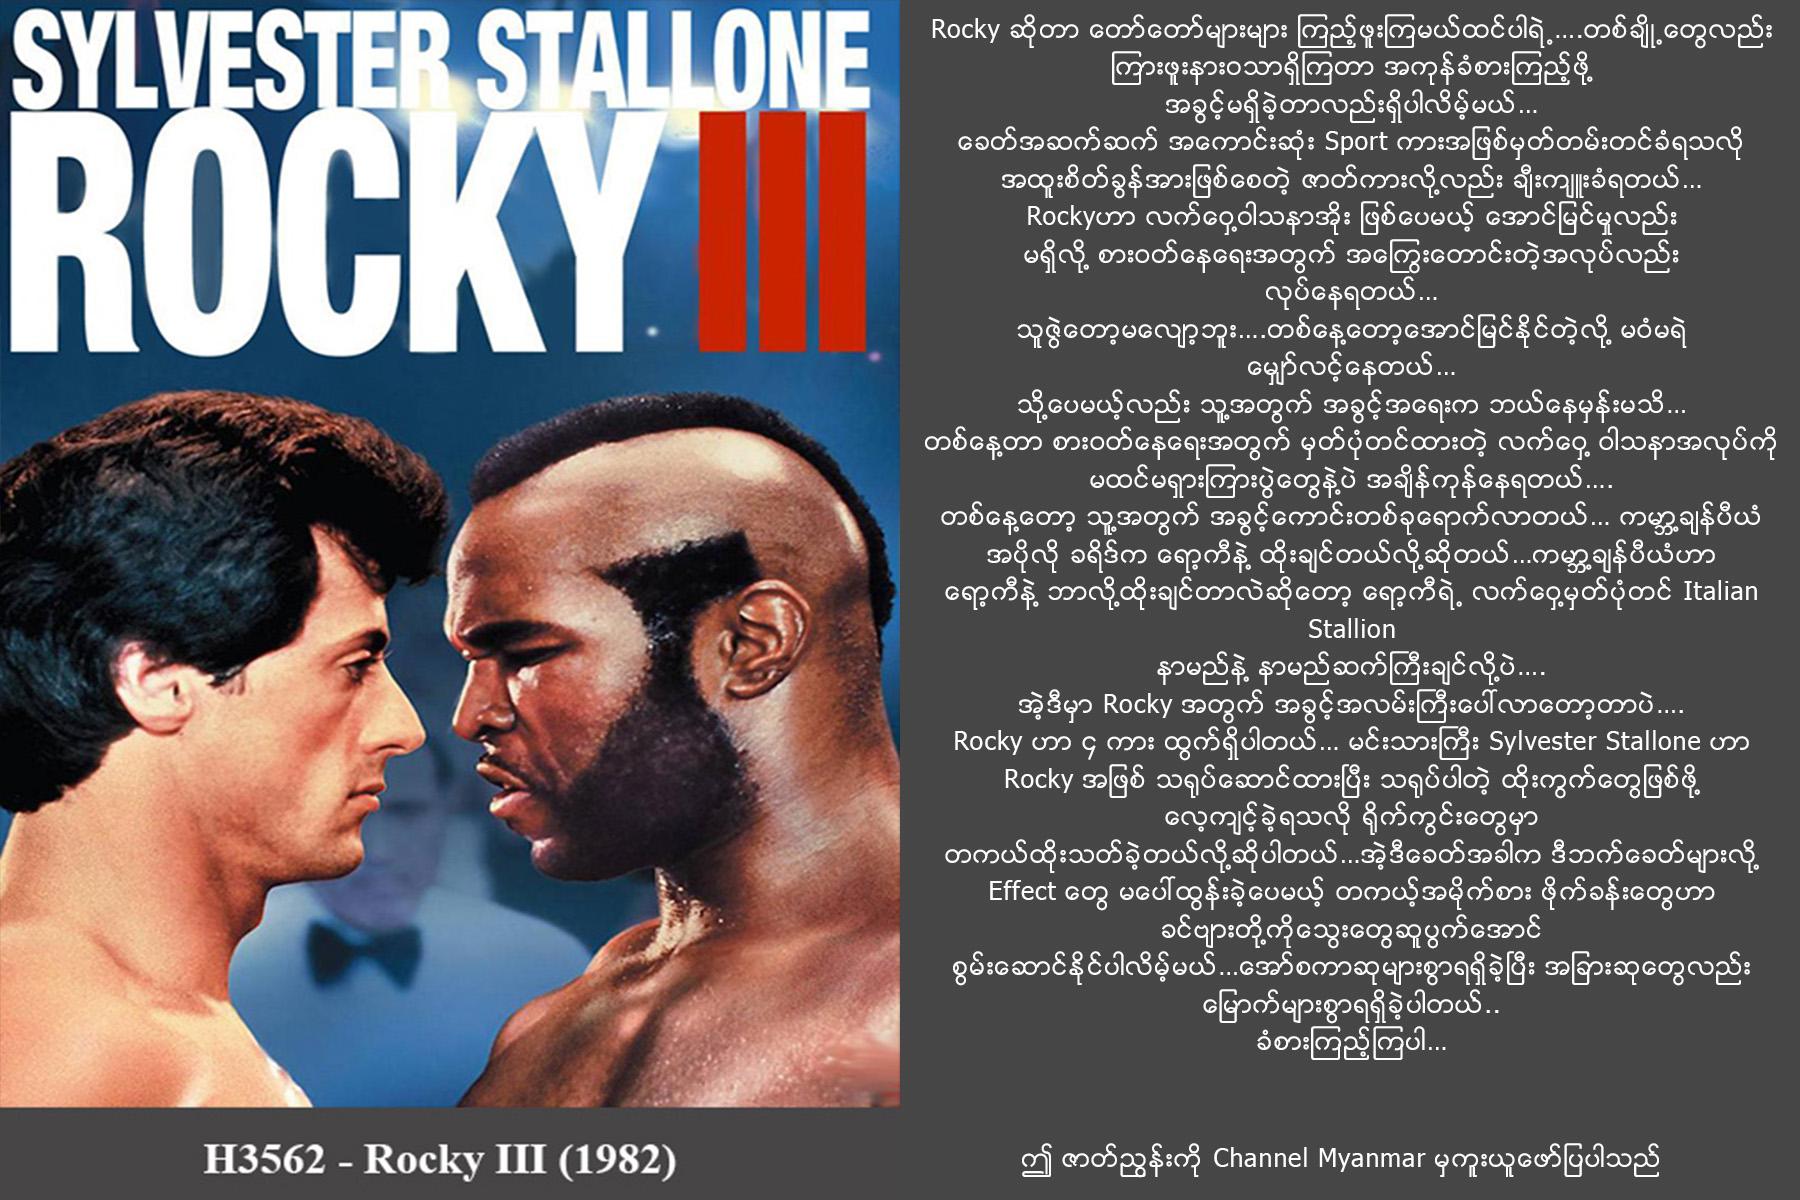 SYLVESTER STALLONE
ROCKY III
H3562 - Rocky III (1982)
Rocky ဆိုတာ တော်တော်များများ ကြည့်ဖူးကြမယ်ထင်ပါရဲ့....တစ်ချို့တွေလည်း
ကြားဖူးနားဝသာရှိကြတာ အကုန်ခံစားကြည့်ဖို့
အခွင့်မရှိခဲ့တာလည်းရှိပါလိမ့်မယ်...
ခေတ်အဆက်ဆက် အကောင်းဆုံး Sport ကားအဖြစ်မှတ်တမ်းတင်ခံရသလို
အထူးစိတ်ခွန်အားဖြစ်စေတဲ့ ဇာတ်ကားလို့လည်း ချီးကျူးခံရတယ်...
Rockyဟာ လက်ဝှေ့ဝါသနာအိုး ဖြစ်ပေမယ့် အောင်မြင်မှုလည်း
မရှိလို့ စားဝတ်နေရေးအတွက် အကြွေးတောင်းတဲ့အလုပ်လည်း
လုပ်နေရတယ်...
သူဇွဲတော့မလျော့ဘူး....တစ်နေ့တော့အောင်မြင်နိုင်တဲ့လို့ မဝံမရဲ
မျှော်လင့်နေတယ်...
သို့ပေမယ့်လည်း သူ့အတွက် အခွင့်အရေးက ဘယ်နေမှန်းမသိ...
တစ်နေ့တာ စားဝတ်နေရေးအတွက် မှတ်ပုံတင်ထားတဲ့ လက်ဝှေ့ ဝါသနာအလုပ်ကို
မထင်မရှားကြားပွဲတွေနဲ့ပဲ အချိန်ကုန်နေရတယ်....
တစ်နေ့တော့ သူ့အတွက် အခွင့်ကောင်းတစ်ခုရောက်လာတယ်... ကမ္ဘာ့ချန်ပီယံ
အပိုလို ခရိဒ်က ရော့ကီနဲ့ ထိုးချင်တယ်လို့ဆိုတယ်...ကမ္ဘာ့ချန်ပီယံဟာ
ရော့ကီနဲ့ ဘာလို့ထိုးချင်တာလဲဆိုတော့ ရော့ကီရဲ့ လက်ဝှေ့မှတ်ပုံတင် Italian
Stallion
နာမည်နဲ့ နာမည်ဆက်ကြီးချင်လို့ပဲ....
အဲ့ဒီမှာ Rocky အတွက် အခွင့်အလမ်းကြီးပေါ်လာတော့တာပဲ....
Rocky ဟာ ၄ ကား ထွက်ရှိပါတယ်... မင်းသားကြီး Sylvester Stallone ဟာ
Rocky အဖြစ် သရုပ်ဆောင်ထားပြီး သရုပ်ပါတဲ့ ထိုးကွက်တွေဖြစ်ဖို့
လေ့ကျင့်ခဲ့ရသလို ရိုက်ကွင်းတွေမှာ
တကယ်ထိုးသတ်ခဲ့တယ်လို့ဆိုပါတယ်...အဲ့ဒီခေတ်အခါက ဒီဘက်ခေတ်များလို့
Effect တွေ မပေါ်ထွန်းခဲ့ပေမယ့် တကယ့်အမိုက်စား ဖိုက်ခန်းတွေဟာ
ခင်ဗျားတို့ကိုသွေးတွေဆူပွက်အောင်
စွမ်းဆောင်နိုင်ပါလိမ့်မယ်...အော်စကာဆုများစွာရရှိခဲ့ပြီး အခြားဆုတွေလည်း
မြောက်များစွာရရှိခဲ့ပါတယ်..
ခံစားကြည့်ကြပါ...
ဤ ဇာတ်ညွှန်းကို Channel Myanmar မှကူးယူဖော်ပြပါသည်